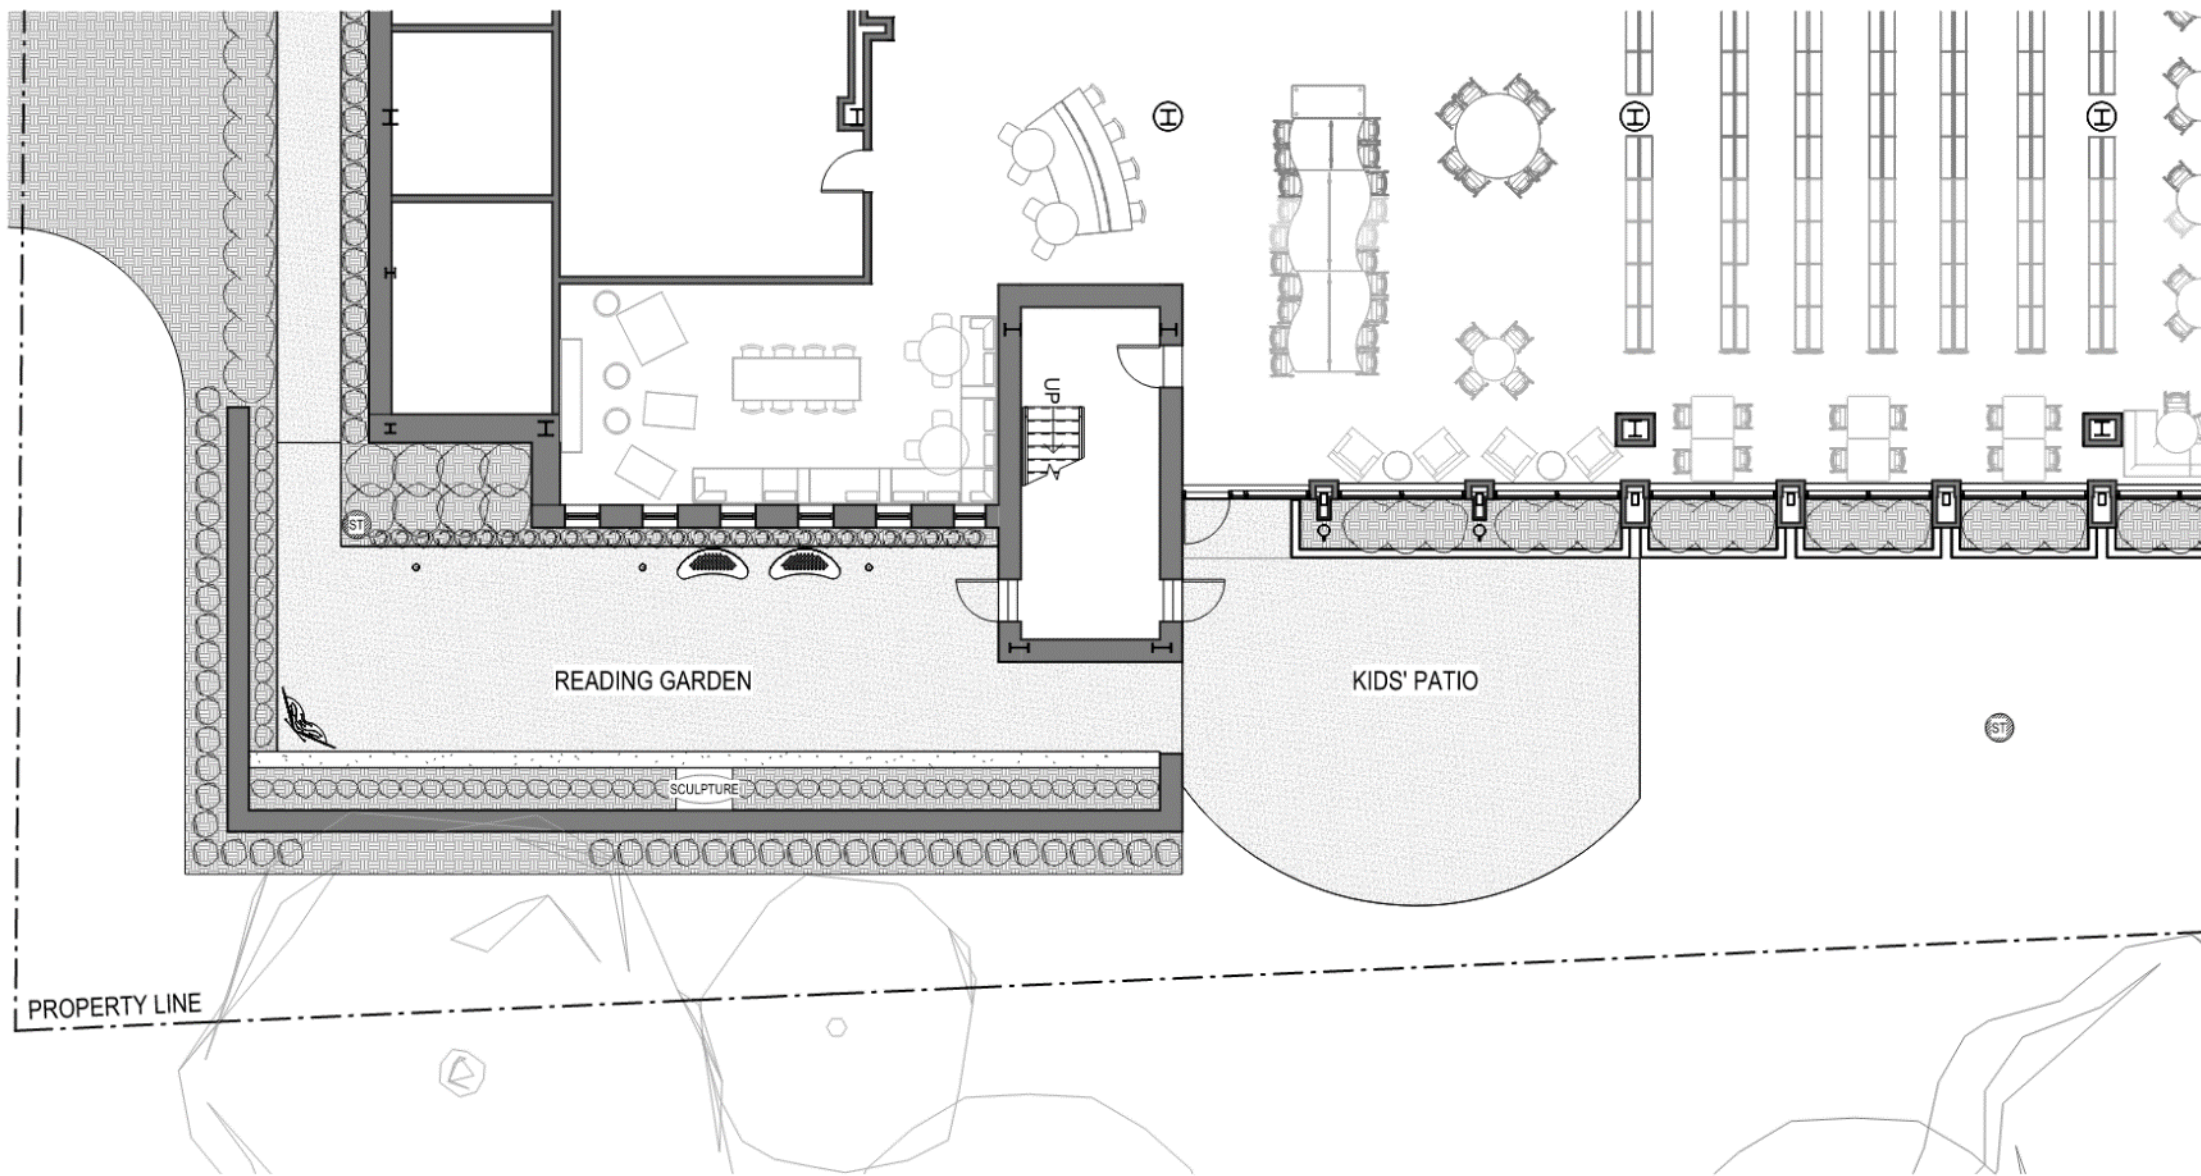 UP
ST
READING GARDEN
KIDS' PATIO
ST
SCULPTURE
PROPERTY LINE